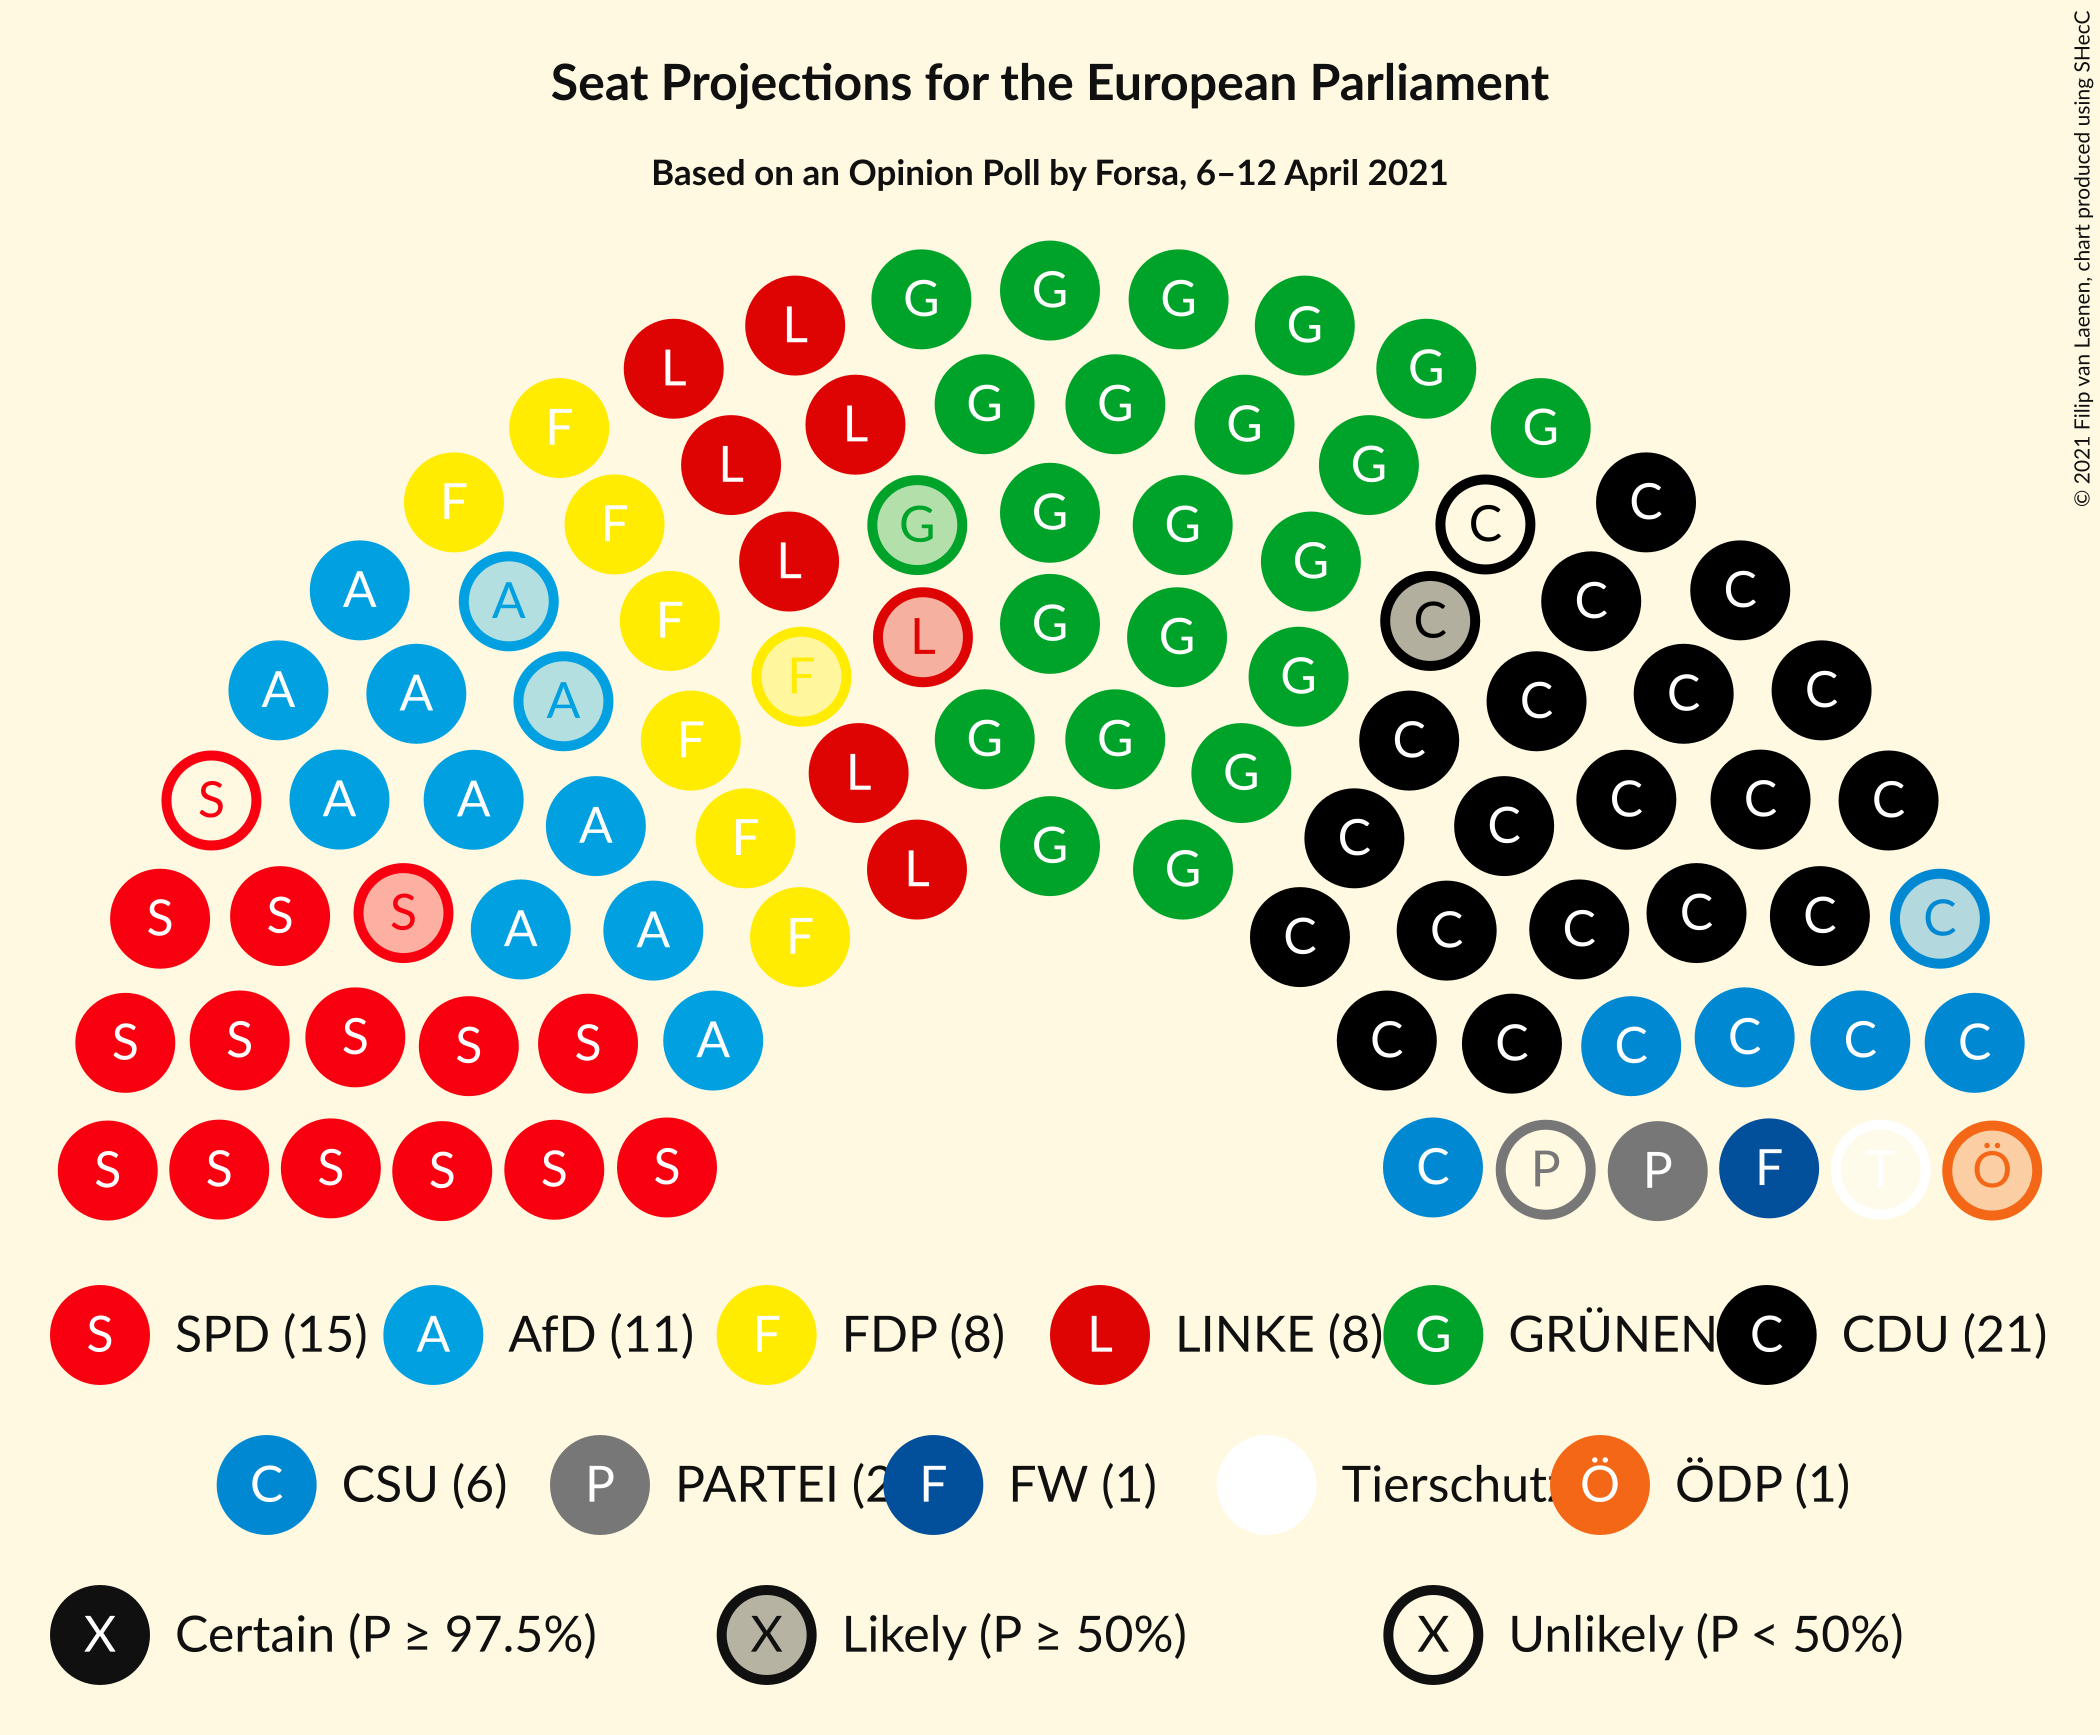 Seat Projections for the European Parliament
Based on an Opinion Poll by Forsa, 6–12 April 2021
© 2021 Filip van Laenen, chart produced using SHecC
G G G G
L L G G
F L L G G G G G
F F L G G G G C C
A A F L F L G G G G C C C
A A A F F L G G G G C C C C C
S A A A F L G G C C C C C C
S S S A A F C C C C C C
S S S S S A C C C C C C
S S S S S S C P P F T Ö
S SPD (15) A AfD (11) F FDP (8) L LINKE (8) G GRÜNEN C CDU (21)
C CSU (6) P PARTEI (2 F FW (1) Tierschutz Ö ÖDP (1)
X Certain (P ≥ 97.5%) X Likely (P ≥ 50%) X Unlikely (P < 50%)